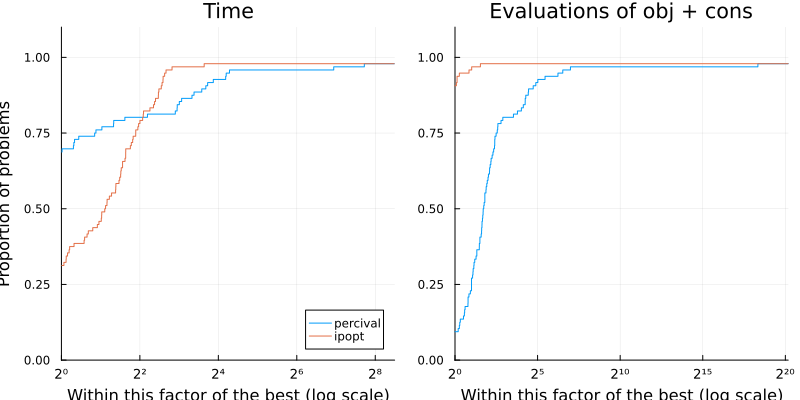 Time
Proportion of problems
1.00
0.75
0.50
0.25
0.00
2⁰
2²
2⁴
2⁶
2⁸
percival
ipopt
Within this factor of the best (log scale)
Evaluations of obj + cons
1.00
0.75
0.50
0.25
0.00
2⁰
2⁵
2¹⁰
2¹⁵
2²⁰
Within this factor of the best (log scale)